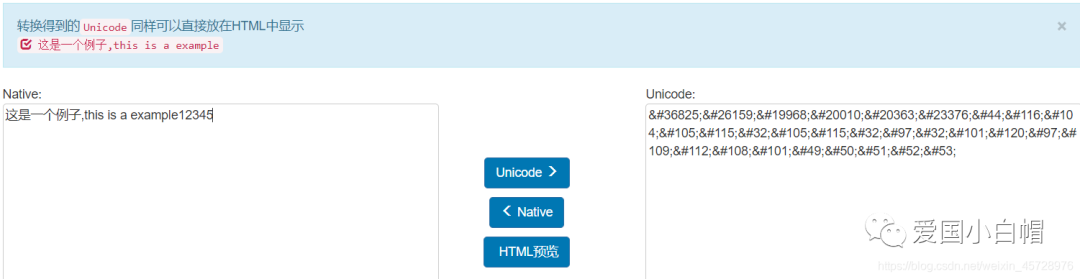 转换得到的 Unicode 同样可以直接放在HTML中显示
×
这是一个例子,this is a example
Native:
Unicode:
这是一个例子,this is a example12345
&#36825;&#26159;&#19968;&#20010;&#20363;&#23376;&#44;&#116;&#10
4;&#105;&#115;&#32;&#105;&#115;&#32;&#97;&#32;&#101;&#120;&#97;&#
109;&#112;&#108;&#101;&#49;&#50;&#51;&#52;&#53;
Unicode >
< Native
HTML预览
爱国小白帽
https://blog.csdn.net/weixin_45728976